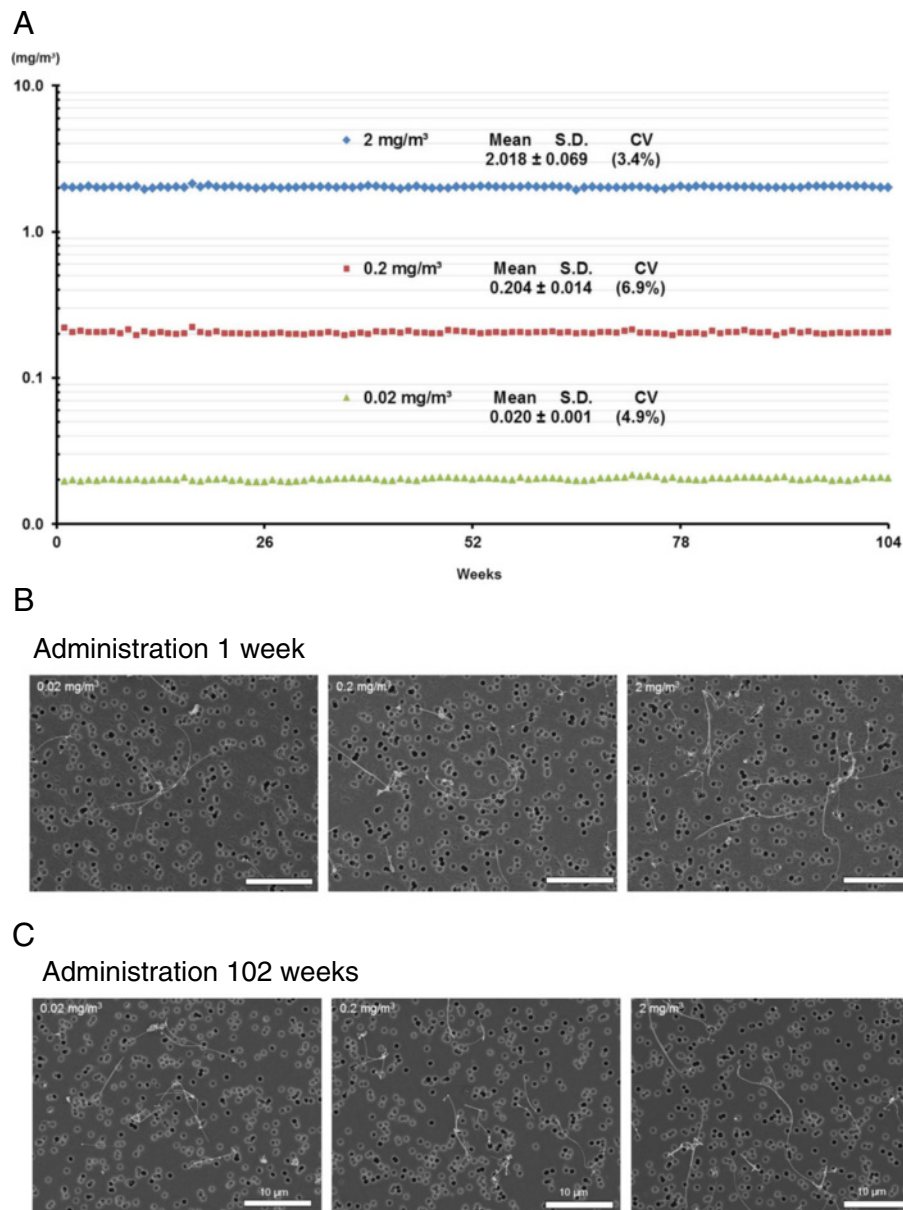 A
(mg/m³)
10.0
2 mg/m³ Mean S.D. CV
2.018 ± 0.069 (3.4%)
1.0
0.2 mg/m³ Mean S.D. CV
0.204 ± 0.014 (6.9%)
0.1
0.02 mg/m³ Mean S.D. CV
0.020 ± 0.001 (4.9%)
0.0
0 26 52 78 104
Weeks
B
Administration 1 week
0.02 mg/m³ 0.2 mg/m³ 2 mg/m³
C
Administration 102 weeks
0.02 mg/m³ 0.2 mg/m³ 2 mg/m³
10 µm 10 µm 10 µm